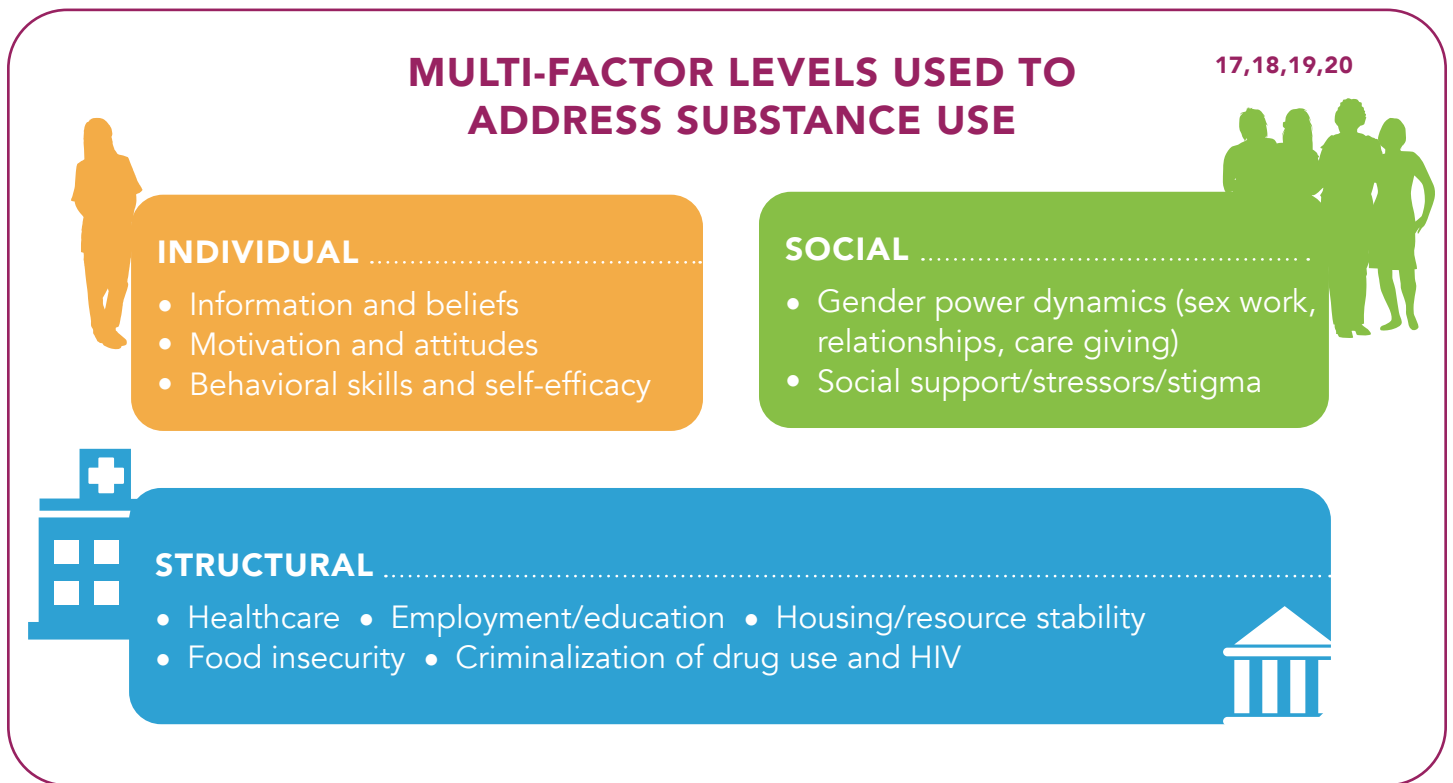 MULTI-FACTOR LEVELS USED TO
ADDRESS SUBSTANCE USE
17,18,19,20
INDIVIDUAL
• Information and beliefs
• Motivation and attitudes
• Behavioral skills and self-efficacy
SOCIAL
• Gender power dynamics (sex work,
relationships, care giving)
• Social support/stressors/stigma
STRUCTURAL
• Healthcare • Employment/education • Housing/resource stability
• Food insecurity • Criminalization of drug use and HIV